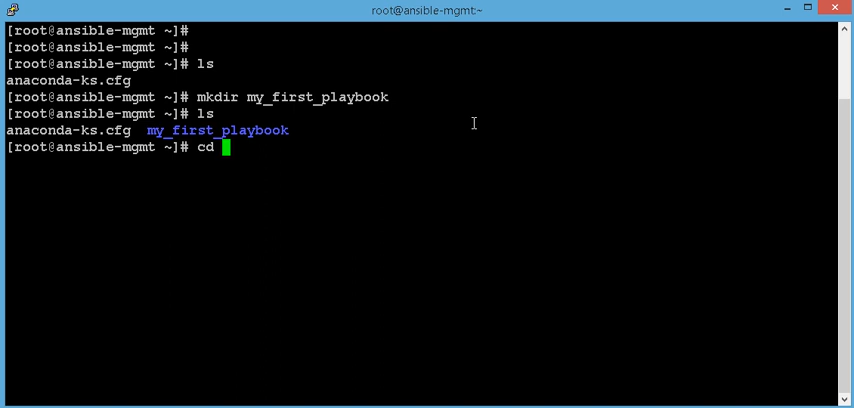 root@ansible-mgmt:~
[root@ansible-mgmt ~]#
[root@ansible-mgmt ~]#
[root@ansible-mgmt ~]# ls
anaconda-ks.cfg
[root@ansible-mgmt ~]# mkdir my_first_playbook
[root@ansible-mgmt ~]# ls
anaconda-ks.cfg  my_first_playbook
[root@ansible-mgmt ~]# cd